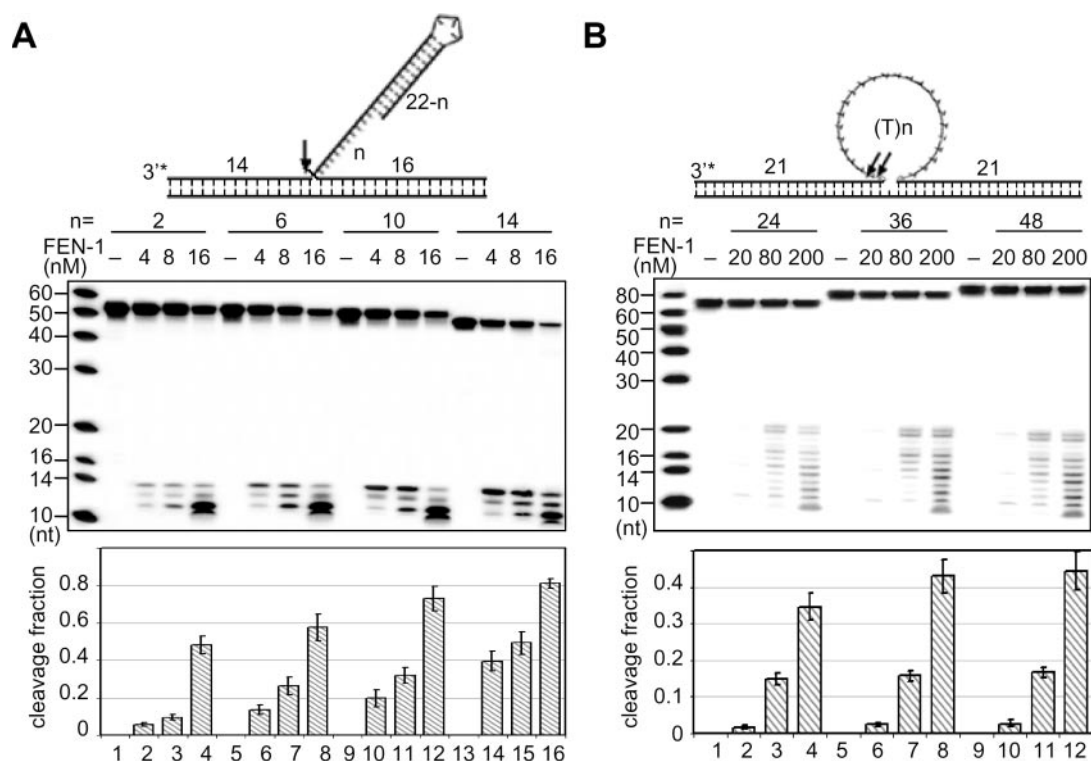 A
22-n
n
3'* 14 16
n= 2 6 10 14
FEN-1
(nM) – 4 8 16 – 4 8 16 – 4 8 16 – 4 8 16
60
50
40
30
20
16
14
10
(nt)
cleavage fraction
0.8
0.6
0.4
0.2
0
1 2 3 4 5 6 7 8 9 10 11 12 13 14 15 16
B
(T)n
3'* 21 21
n= 24 36 48
FEN-1
(nM) – 20 80 200 – 20 80 200 – 20 80 200
80
60
50
40
30
20
16
14
10
(nt)
cleavage fraction
0.4
0.3
0.2
0.1
0
1 2 3 4 5 6 7 8 9 10 11 12